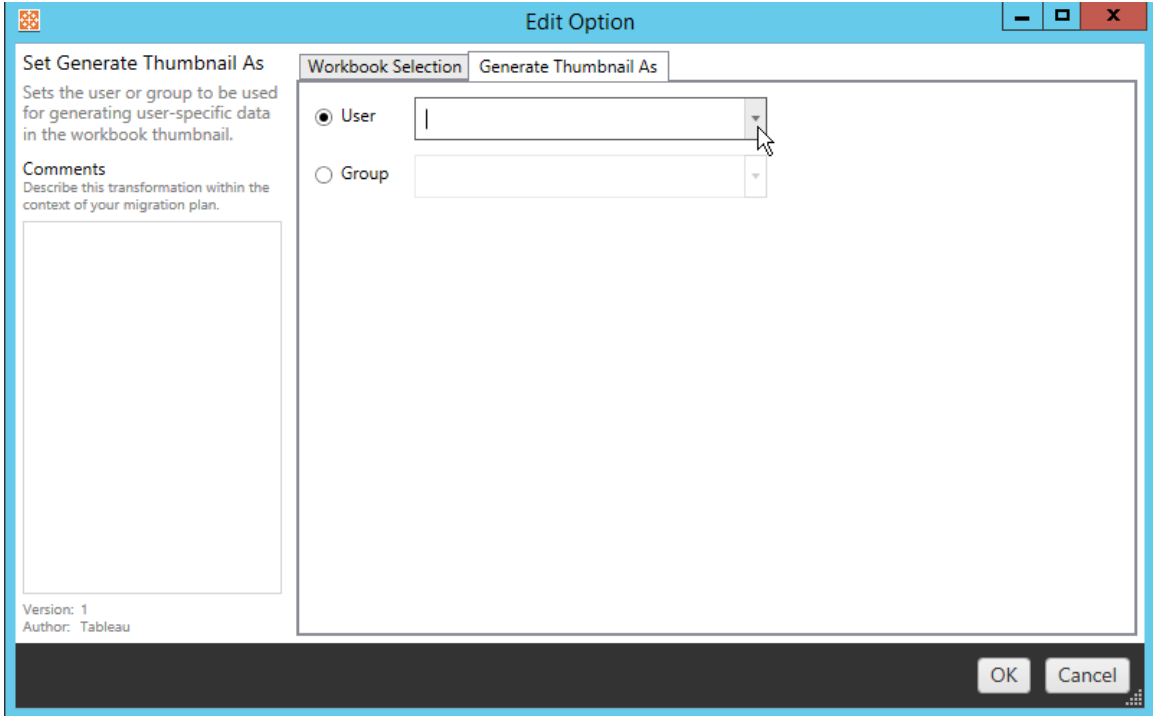 Edit Option
X
Set Generate Thumbnail As
Sets the user or group to be used
for generating user-specific data
in the workbook thumbnail.
Comments
Describe this transformation within the
context of your migration plan.
Version: 1
Author: Tableau
Workbook Selection
Generate Thumbnail As
User
Group
OK
Cancel